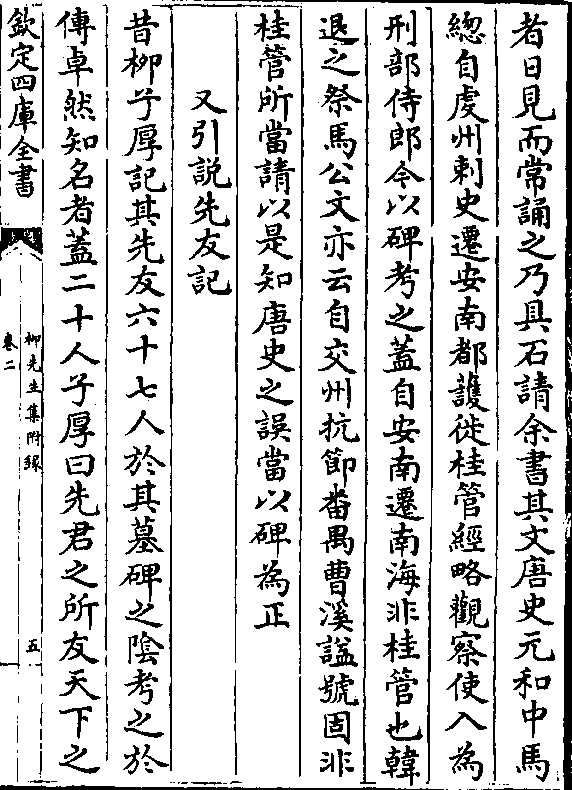 者日見而常誦之乃具石請余書其文唐史元和中馬
緫自虔州刺史遷安南都護徙桂管經略觀察使入為
刑部侍郎今以碑考之蓋自安南遷南海非桂管也韓
退之祭馬公文亦云自交州抗節番禺曹溪謚號固非
桂管所當請以是知唐史之誤當以碑為正
又引說先友記
昔柳子厚記其先友六十七人於其墓碑之陰考之於
傳卓然知名者蓋二十人子厚曰先君之所友天下之
欽定四庫全書
柳先生集附録
卷二
五